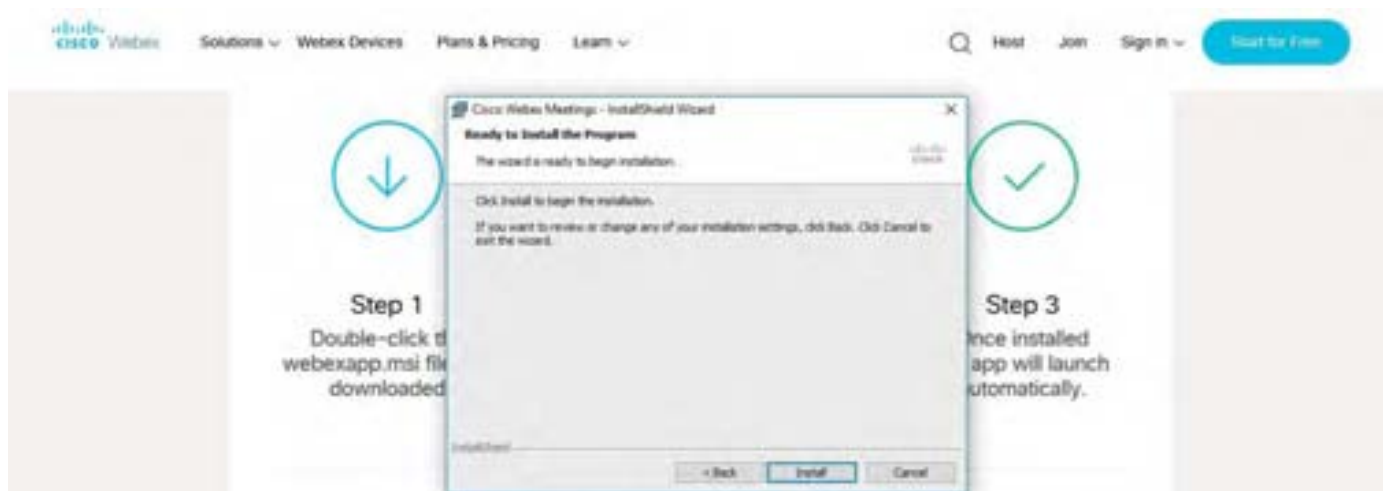 CISCO Webex Solutions Webex Devices Plans & Pricing Learn Host Join Sign in Start for Free
Cisco Webex Meetings - InstallShield Wizard
Ready to Install the Program
The wizard is ready to begin installation.
CISCO
Click Install to begin the installation.
If you want to review or change any of your installation settings, click Back. Click Cancel to
exit the wizard.
Step 1
Double-click t
webexapp.msi file
downloaded
Step 3
nce installed
app will launch
utomatically.
InstallShield
< Back Install Cancel